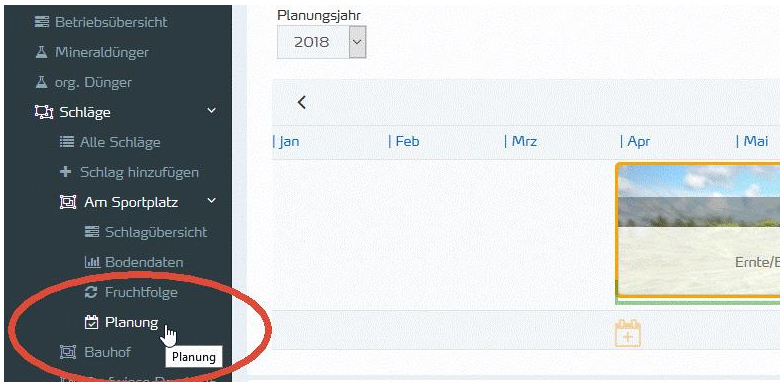 Betriebsübersicht
Mineraldünger
org. Dünger
Schläge
Alle Schläge
Schlag hinzufügen
Am Sportplatz
Schlagübersicht
Bodendaten
Fruchtfolge
Planung
Bauhof
Planung
Planungsjahr
2018
| Jan | Feb | Mrz | Apr | Mai
Ernte/E